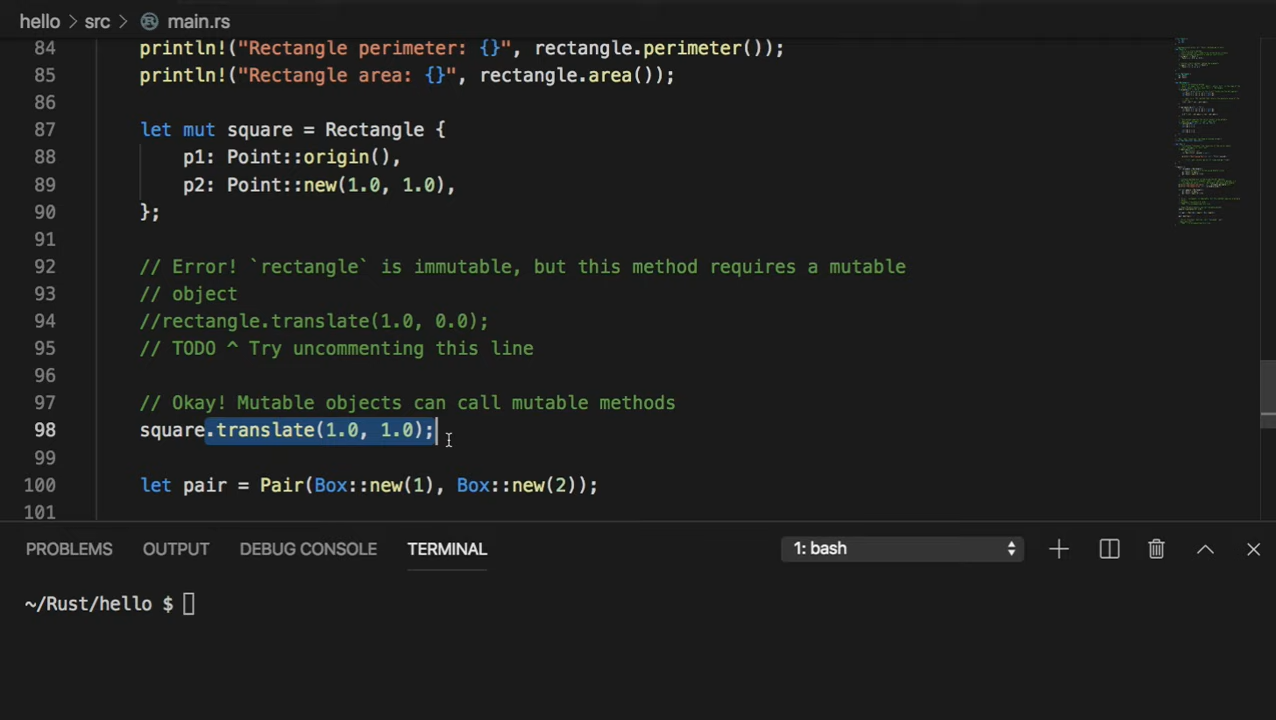 hello > src > main.rs
84 println!("Rectangle perimeter: {}", rectangle.perimeter());
85 println!("Rectangle area: {}", rectangle.area());
86
87 let mut square = Rectangle {
88 p1: Point::origin(),
89 p2: Point::new(1.0, 1.0),
90 };
91
92 // Error! `rectangle` is immutable, but this method requires a mutable
93 // object
94 //rectangle.translate(1.0, 0.0);
95 // TODO ^ Try uncommenting this line
96
97 // Okay! Mutable objects can call mutable methods
98 square.translate(1.0, 1.0);
99
100 let pair = Pair(Box::new(1), Box::new(2));
101
PROBLEMS OUTPUT DEBUG CONSOLE TERMINAL 1: bash
~/Rust/hello $